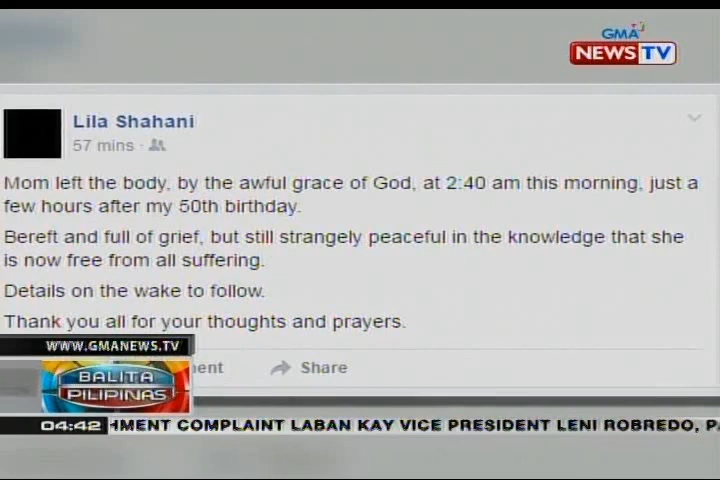 GMA
NEWS TV
Lila Shahani
57 mins
Mom left the body, by the awful grace of God, at 2:40 am this morning, just a
few hours after my 50th birthday.
Bereft and full of grief, but still strangely peaceful in the knowledge that she
is now free from all suffering.
Details on the wake to follow.
Thank you all for your thoughts and prayers.
WWW.GMANEWS.TV
ent
Share
BALITA
PILIPINAS
04:42
HMENT COMPLAINT LABAN KAY VICE PRESIDENT LENI ROBREDO, P